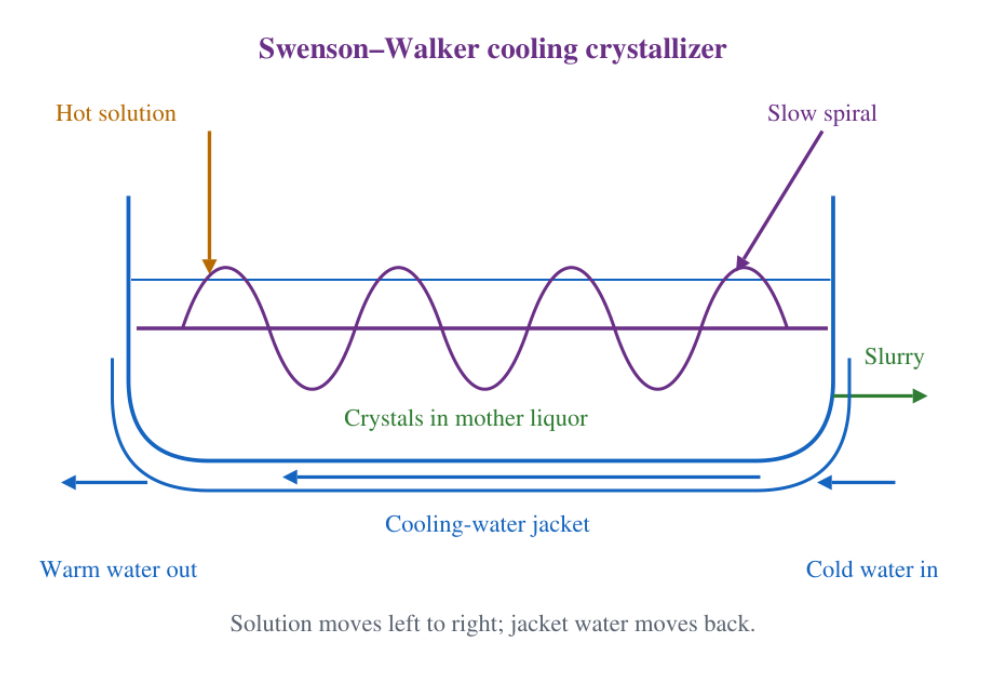 Swenson–Walker cooling crystallizer
Hot solution
Slow spiral
Slurry
Crystals in mother liquor
Cooling-water jacket
Warm water out
Cold water in
Solution moves left to right; jacket water moves back.